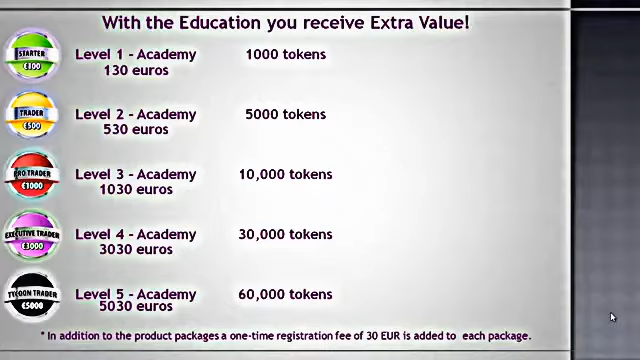 With the Education you receive Extra Value!
STARTER
€100
Level 1 - Academy
130 euros
1000 tokens
TRADER
€500
Level 2 - Academy
530 euros
5000 tokens
PRO TRADER
€1000
Level 3 - Academy
1030 euros
10,000 tokens
EXECUTIVE TRADER
€3000
Level 4 - Academy
3030 euros
30,000 tokens
TYCOON TRADER
€5000
Level 5 - Academy
5030 euros
60,000 tokens
* In addition to the product packages a one-time registration fee of 30 EUR is added to each package.